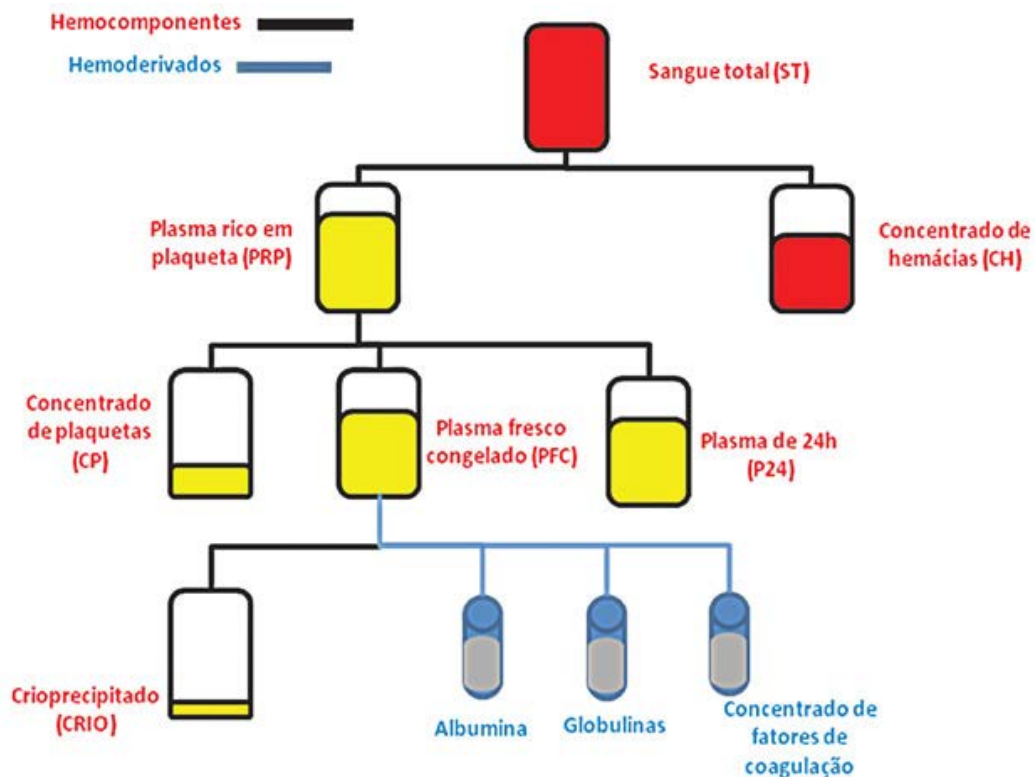 Hemocomponentes
Hemoderivados
Sangue total (ST)
Plasma rico em
plaqueta (PRP)
Concentrado de
hemácias (CH)
Concentrado
de plaquetas
(CP)
Plasma fresco
congelado (PFC)
Plasma de 24h
(P24)
Crioprecipitado
(CRIO)
Albumina
Globulinas
Concentrado de
fatores de
coagulação